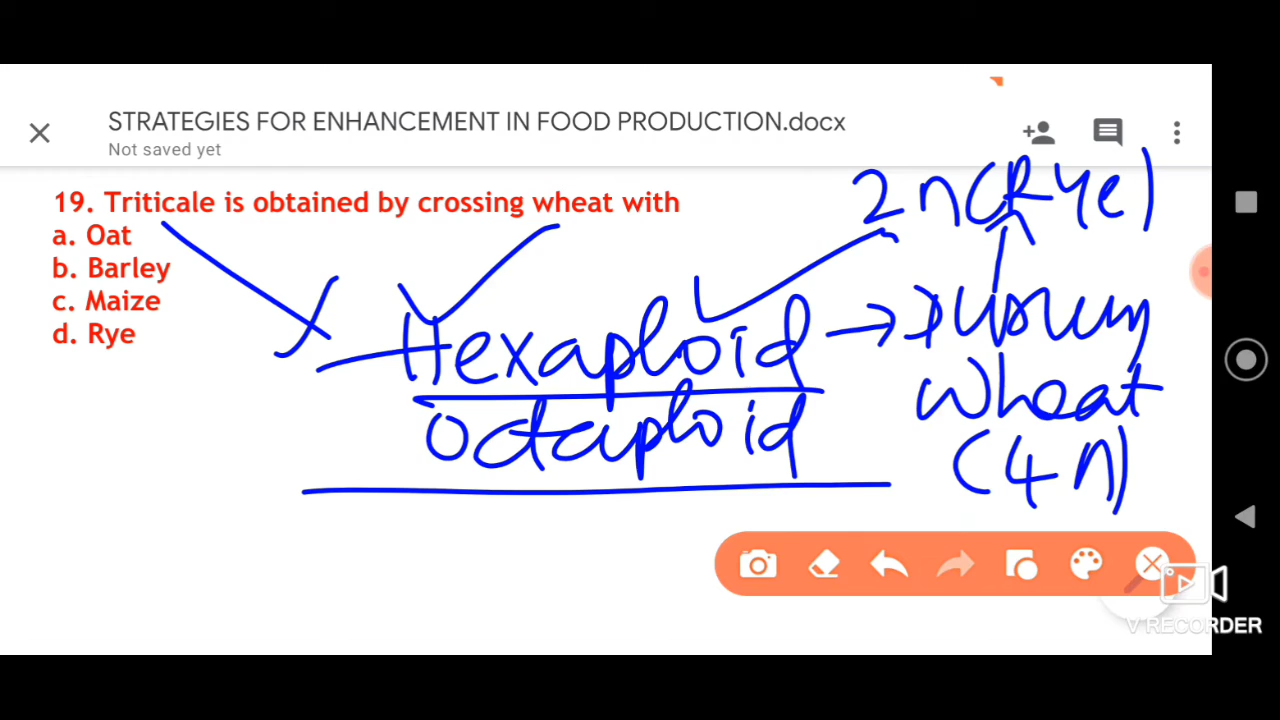 STRATEGIES FOR ENHANCEMENT IN FOOD PRODUCTION.docx
Not saved yet
19. Triticale is obtained by crossing wheat with
a. Oat
b. Barley
c. Maize
d. Rye
2n (Rye)
Hexaploid → Durum
Octaploid
wheat
(4n)
V RECORDER